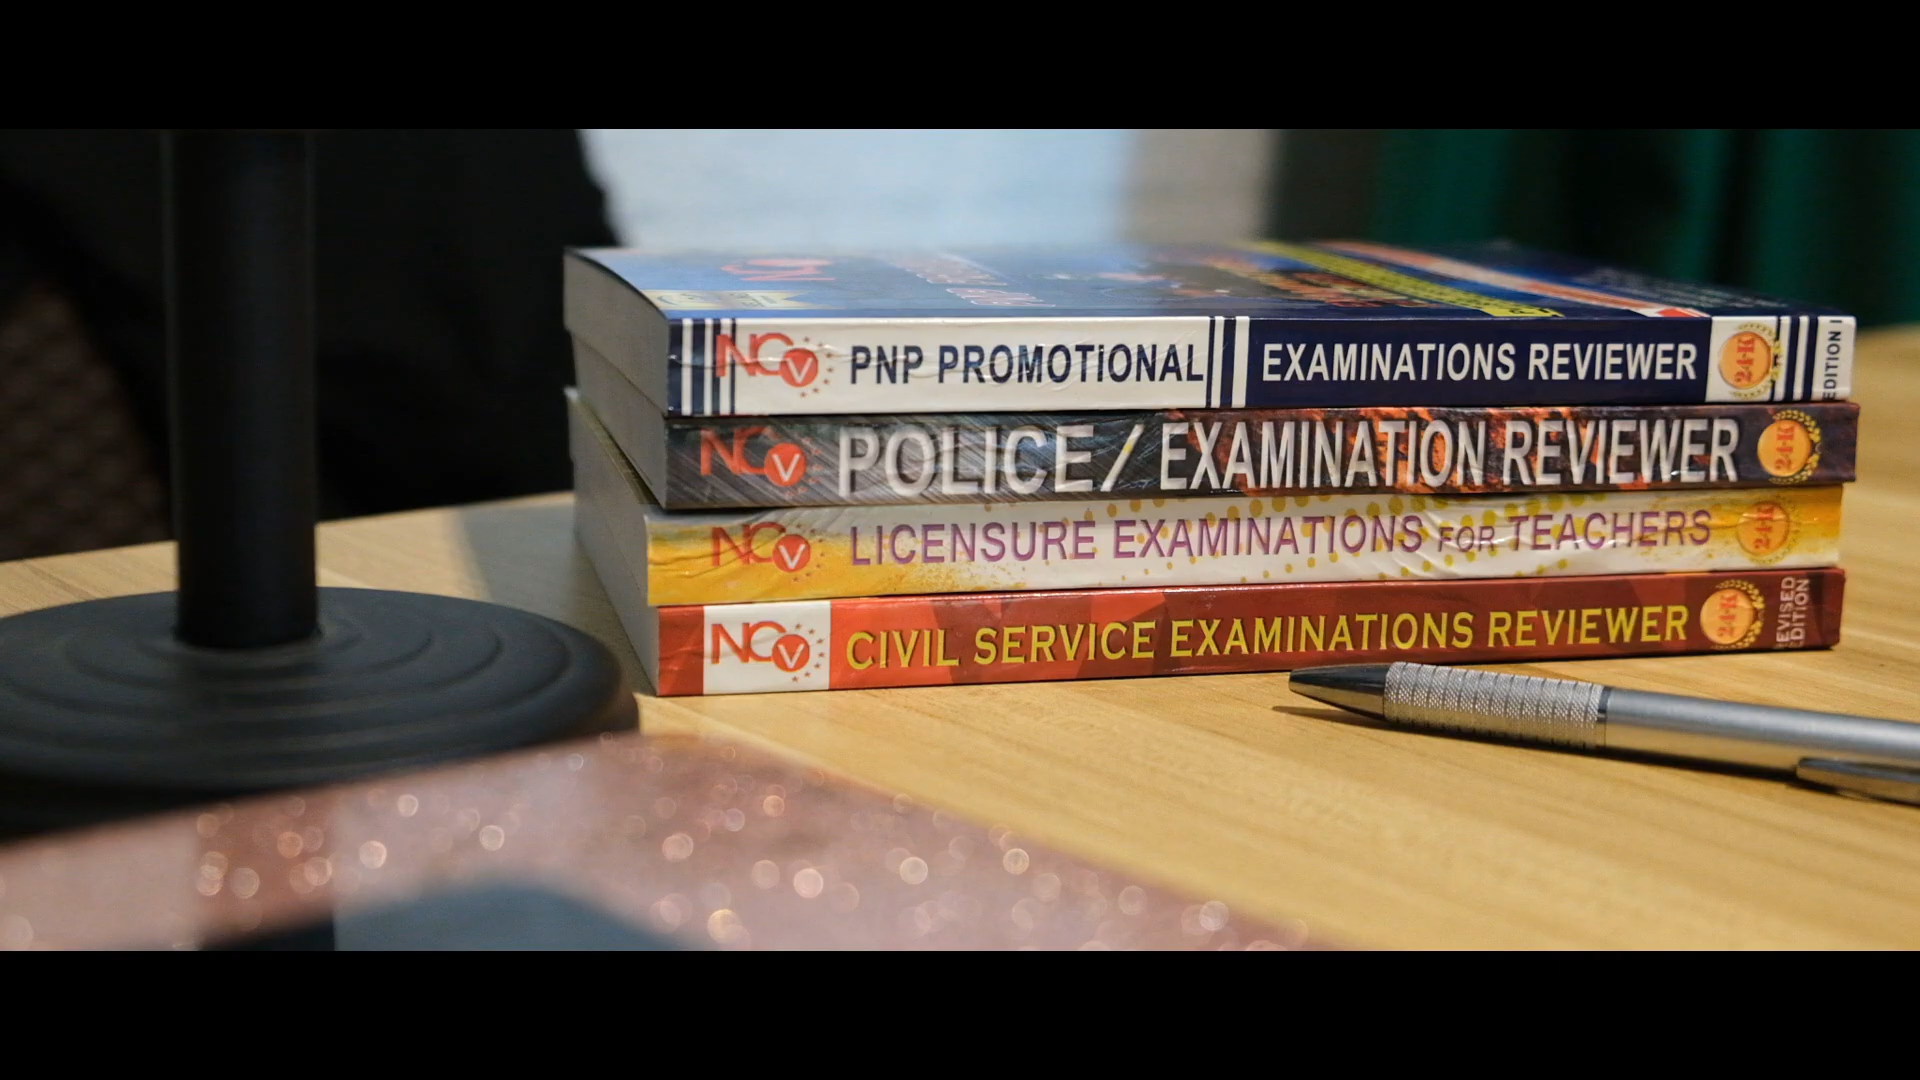 NCv PNP PROMOTIONAL EXAMINATIONS REVIEWER 24-K EDITION
NCv POLICE / EXAMINATION REVIEWER 24-K
NCv LICENSURE EXAMINATIONS FOR TEACHERS 24-K
NCv CIVIL SERVICE EXAMINATIONS REVIEWER 24-K REVISED EDITION